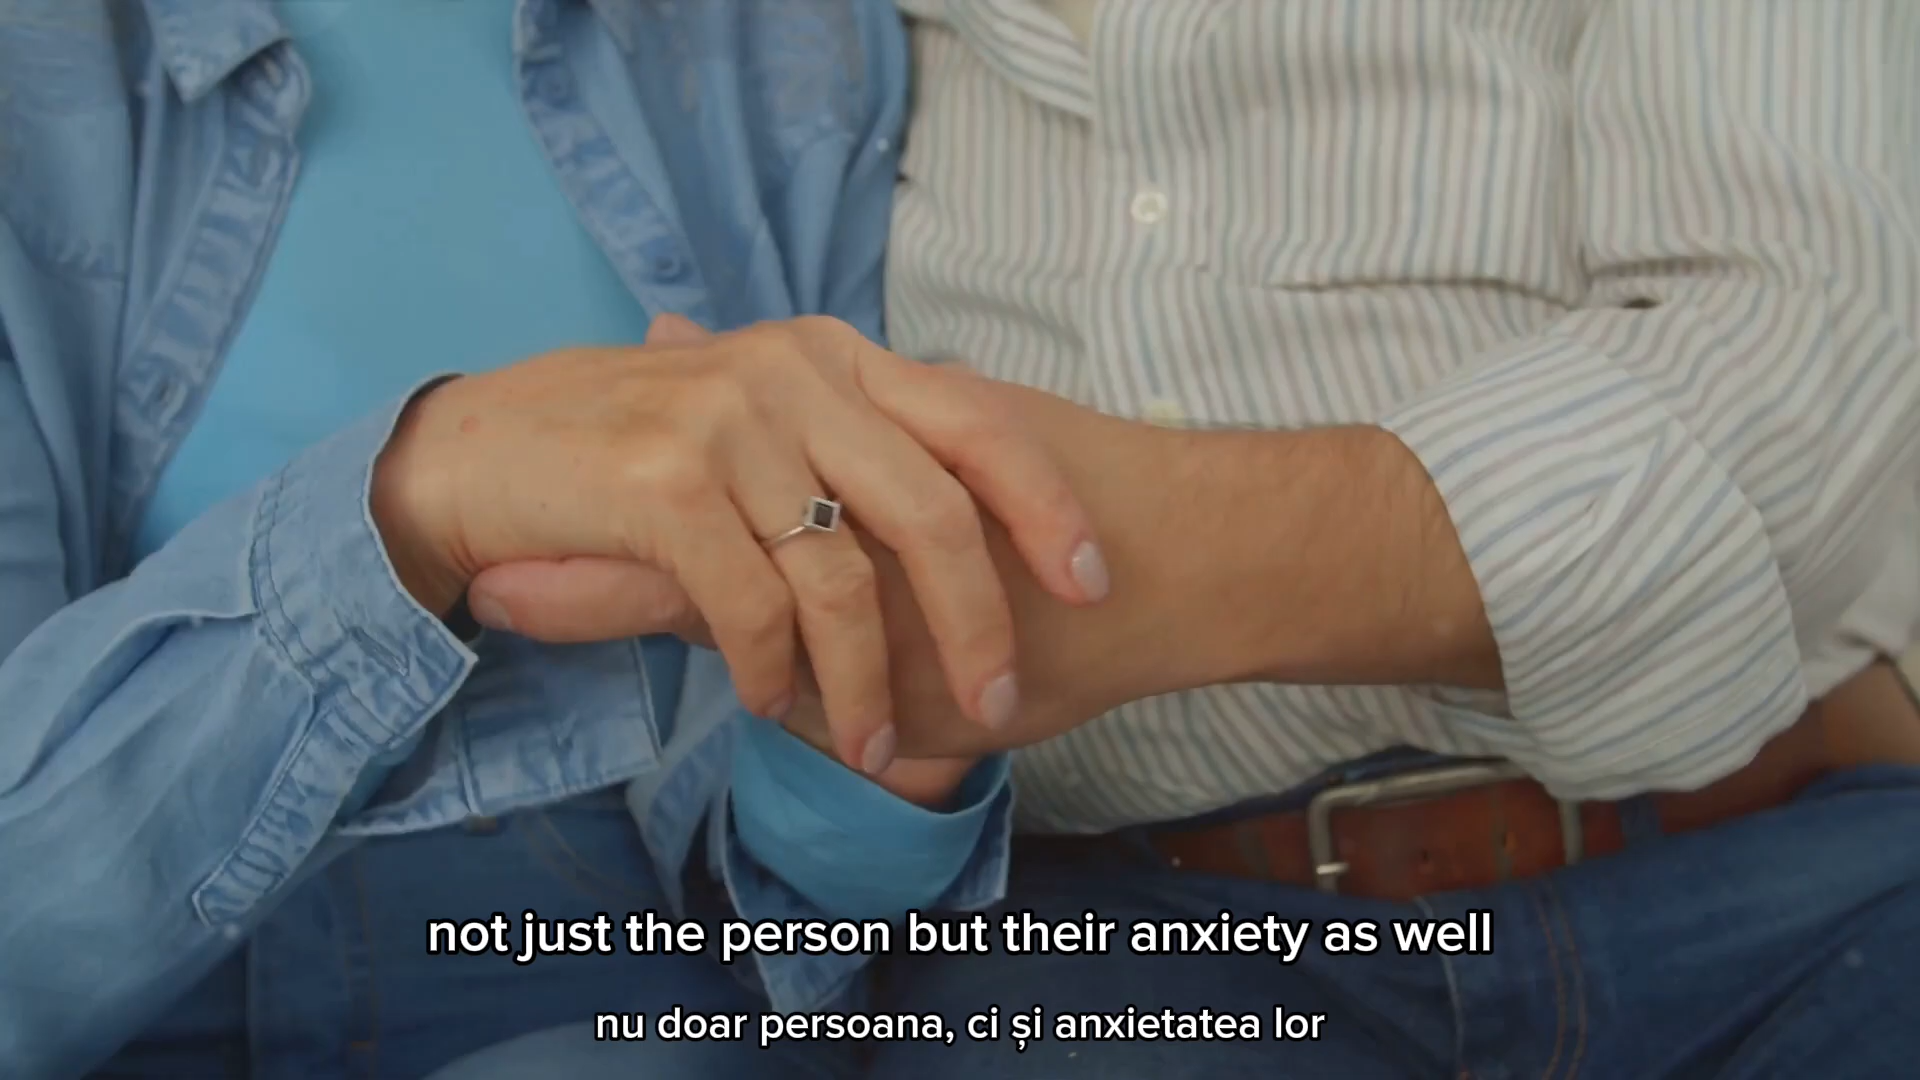 not just the person but their anxiety as well
nu doar persoana, ci și anxietatea lor